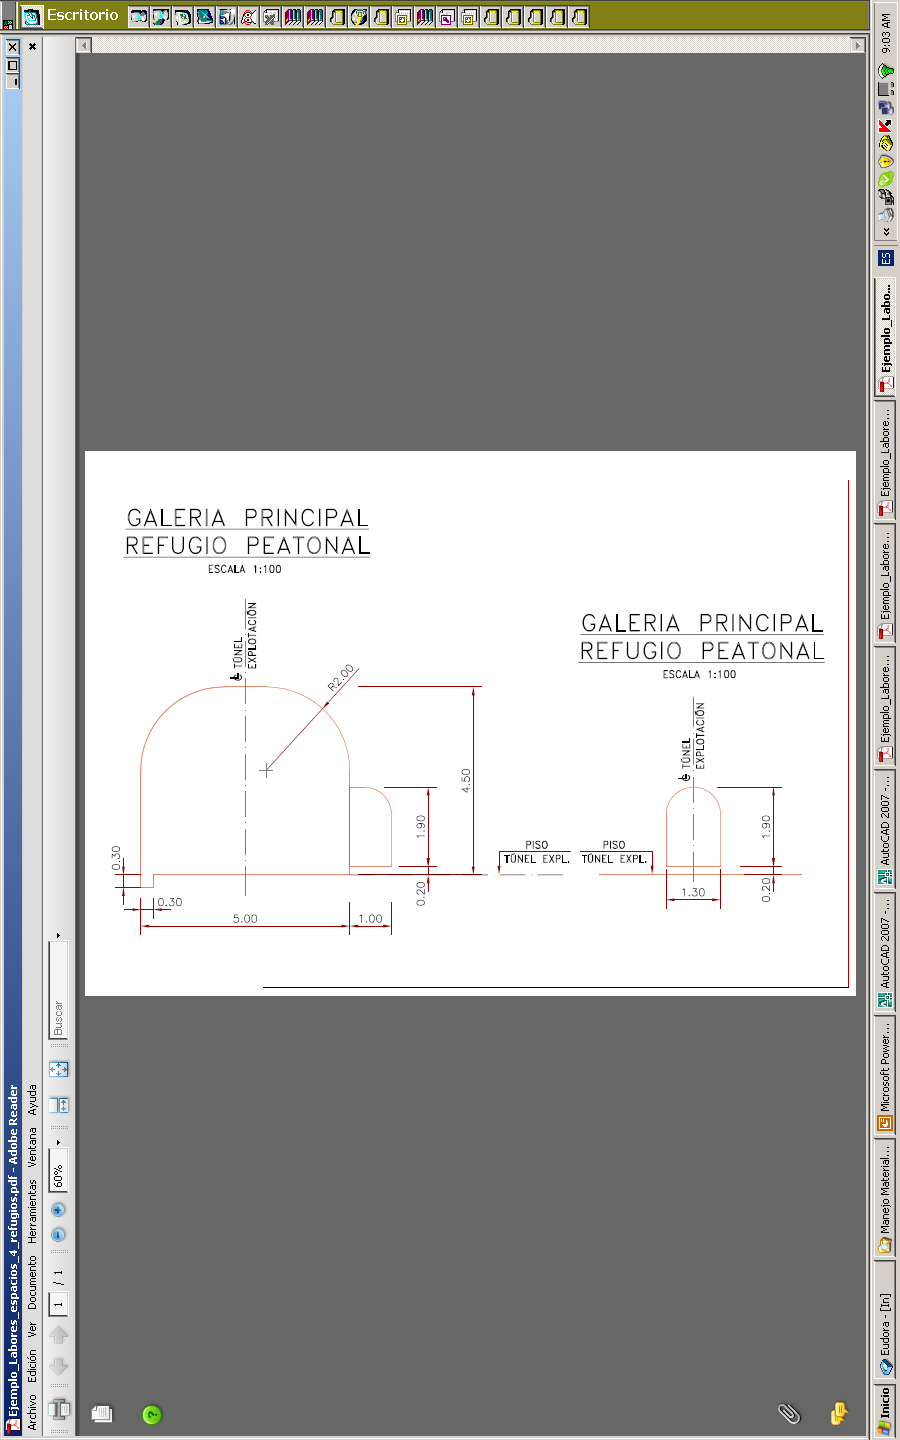 Escritorio
Ejemplo_Labores_espacios_4_refugios.pdf - Adobe Reader
Archivo Edición Ver Documento Herramientas Ventana Ayuda
1 / 1 60% Buscar
GALERIA PRINCIPAL
REFUGIO PEATONAL
ESCALA 1:100
TÚNEL
EXPLOTACIÓN
R2.00
4.50
1.90
0.20
0.30
0.30
5.00
1.00
PISO
TÚNEL EXPL.
GALERIA PRINCIPAL
REFUGIO PEATONAL
ESCALA 1:100
TÚNEL
EXPLOTACIÓN
PISO
TÚNEL EXPL.
1.90
0.20
1.30
Inicio
Eudora - [In]
Manejo Material...
Microsoft Power...
AutoCAD 2007 -...
AutoCAD 2007 -...
Ejemplo_Labore...
Ejemplo_Labore...
Ejemplo_Labore...
Ejemplo_Labo...
ES
«
9:03 AM